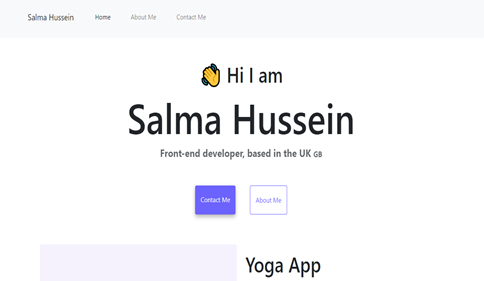 Salma Hussein Home About Me Contact Me
👋 Hi I am
Salma Hussein
Front-end developer, based in the UK GB
Contact Me About Me
Yoga App